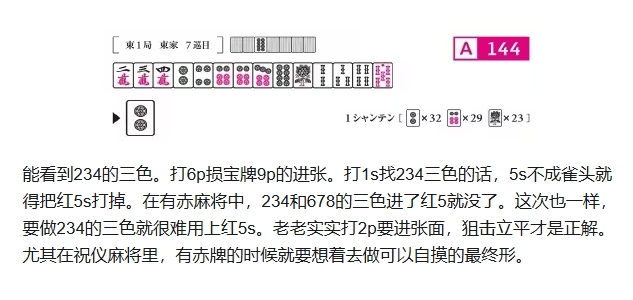 東1局 東家 7巡目
A 144
二萬 三萬 四萬
1シャンテン[ ×32 ×29 ×23]
能看到234的三色。打6p损宝牌9p的进张。打1s找234三色的话，5s不成雀头就
得把红5s打掉。在有赤麻将中，234和678的三色进了红5就没了。这次也一样，
要做234的三色就很难用上红5s。老老实实打2p要进张面，狙击立平才是正解。
尤其在祝仪麻将里，有赤牌的时候就要想着去做可以自摸的最终形。